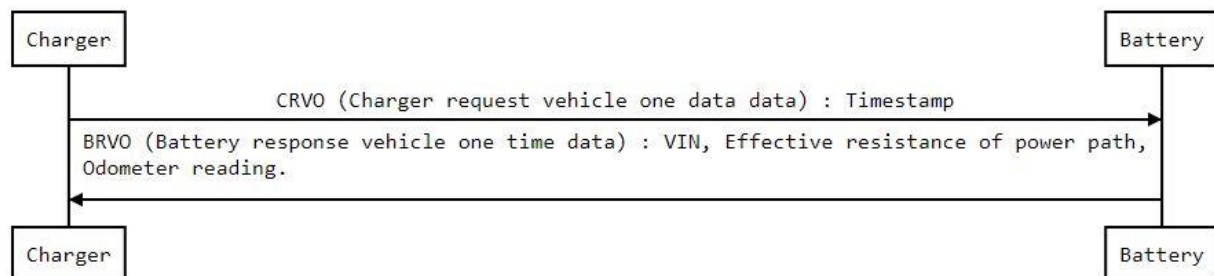 Charger
Battery
CRVO (Charger request vehicle one data data) : Timestamp
BRVO (Battery response vehicle one time data) : VIN, Effective resistance of power path,
Odometer reading.
Charger
Battery